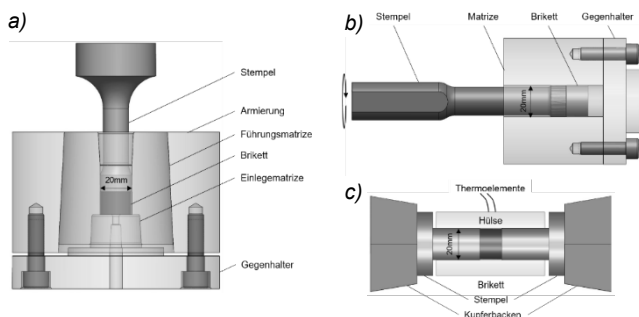 a)
Stempel
Armierung
Führungsmatrize
Brikett
Einlegematrize
20mm
Gegenhalter
b)
Stempel
Matrize
Brikett
Gegenhalter
20mm
c)
Thermoelemente
Hülse
20mm
Brikett
Stempel
Kupferbacken